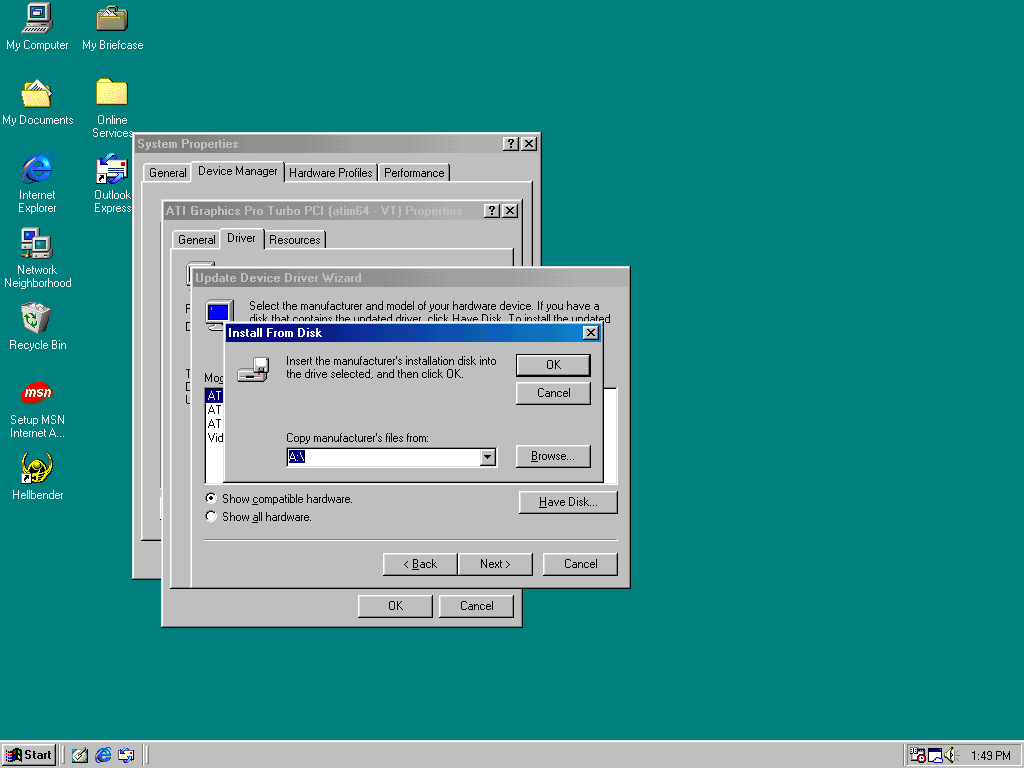 My Computer
My Briefcase
My Documents
Online
Services
Internet
Explorer
Outlook
Express
Network
Neighborhood
Recycle Bin
msn
Setup MSN
Internet A...
Hellbender
System Properties
General
Device Manager
Hardware Profiles
Performance
ATI Graphics Pro Turbo PCI (atim64 - VT) Properties
General
Driver
Resources
Update Device Driver Wizard
Select the manufacturer and model of your hardware device. If you have a
disk that contains the updated driver, click Have Disk. To install the updated
Install From Disk
Insert the manufacturer's installation disk into
the drive selected, and then click OK.
OK
Cancel
Copy manufacturer's files from:
A:\
Browse...
AT
AT
AT
Vid
Show compatible hardware.
Show all hardware.
Have Disk...
< Back
Next >
Cancel
OK
Cancel
Start
1:49 PM